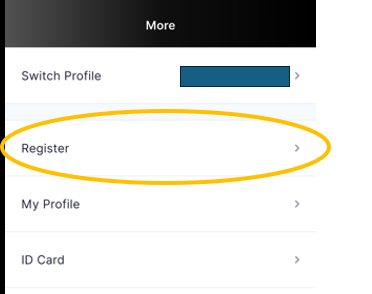 More
Switch Profile
Register
My Profile
ID Card